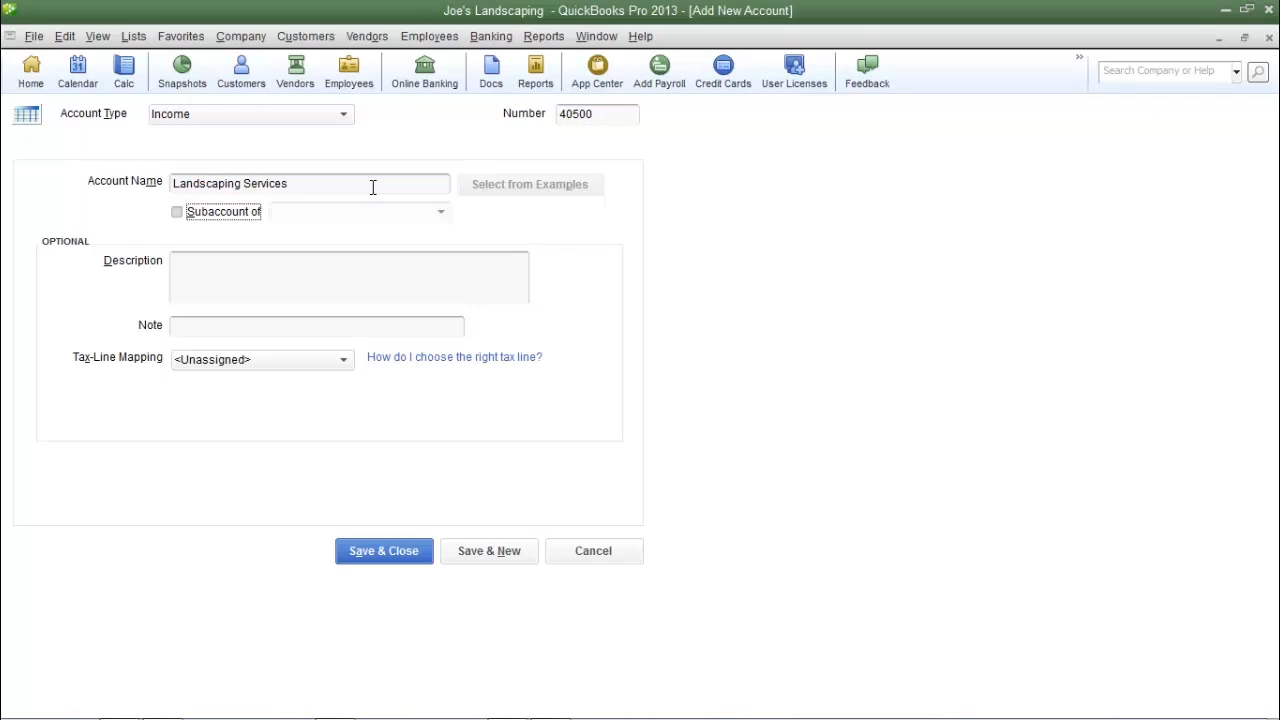 Joe's Landscaping - QuickBooks Pro 2013 - [Add New Account]
File Edit View Lists Favorites Company Customers Vendors Employees Banking Reports Window Help
31
Home Calendar Calc Snapshots Customers Vendors Employees Online Banking Docs Reports App Center Add Payroll Credit Cards User Licenses Feedback » Search Company or Help
Account Type Income Number 40500
Account Name Landscaping Services Select from Examples
Subaccount of
OPTIONAL
Description
Note
Tax-Line Mapping <Unassigned> How do I choose the right tax line?
Save & Close Save & New Cancel